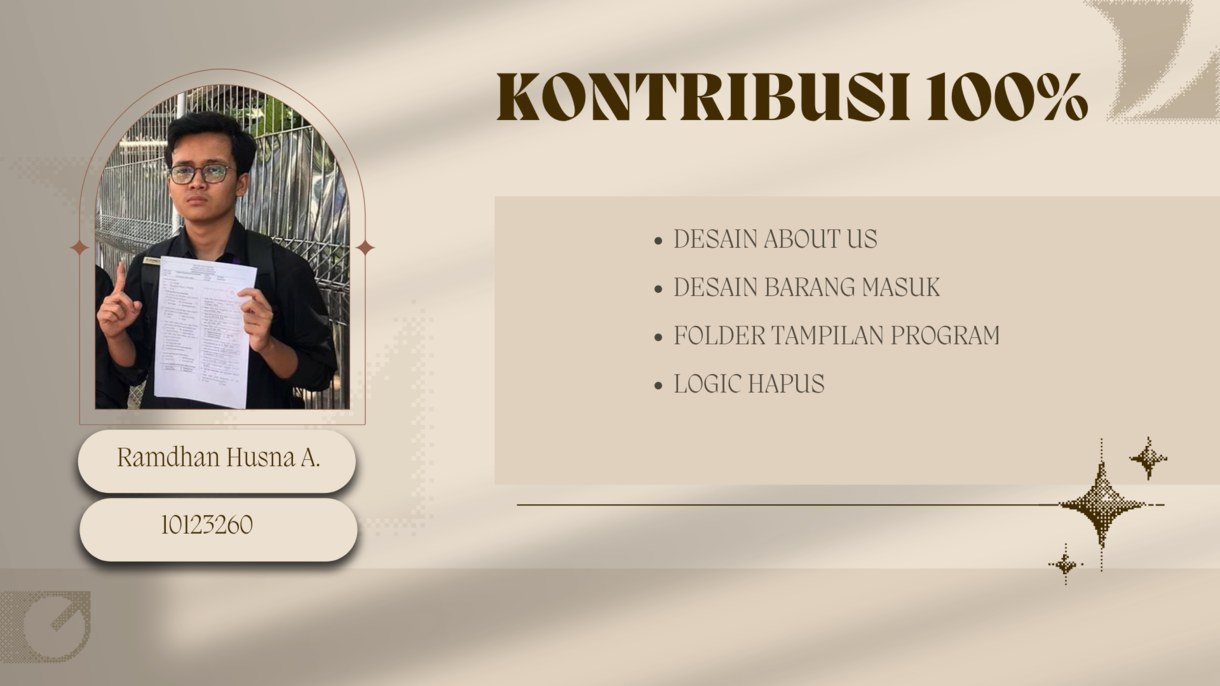 KONTRIBUSI 100%
• DESAIN ABOUT US
• DESAIN BARANG MASUK
• FOLDER TAMPILAN PROGRAM
• LOGIC HAPUS
Ramdhan Husna A.
10123260